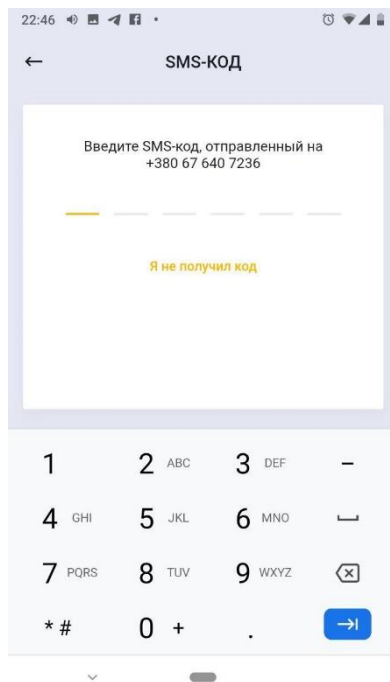 22:46
SMS-КОД
Введите SMS-код, отправленный на
+380 67 640 7236
Я не получил код
1 2 ABC 3 DEF –
4 GHI 5 JKL 6 MNO
7 PQRS 8 TUV 9 WXYZ
* # 0 + .